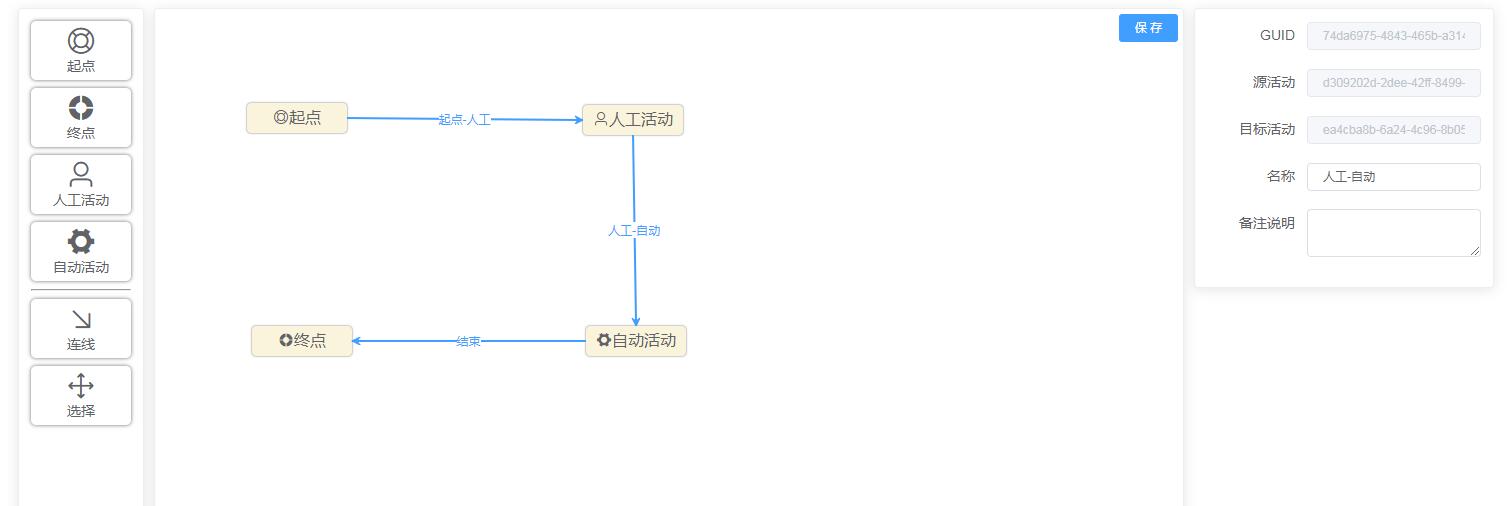 起点
终点
人工活动
自动活动
连线
选择
保存
起点
起点-人工
人工活动
人工-自动
终点
结束
自动活动
GUID 74da6975-4843-465b-a314
源活动 d309202d-2dee-42ff-8499-
目标活动 ea4cba8b-6a24-4c96-8b05
名称 人工-自动
备注说明